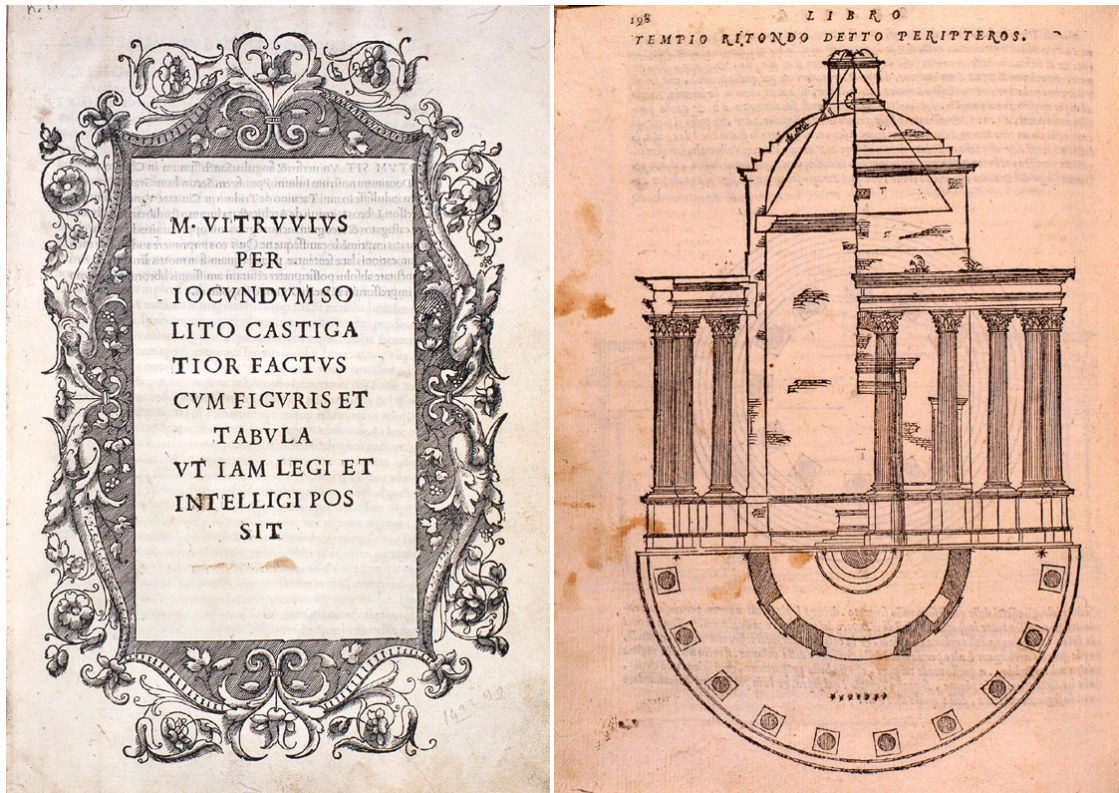 M· VITRVVIVS
PER
IOCVNDVM SO
LITO CASTIGA
TIOR FACTVS
CVM FIGVRIS ET
TABVLA
VT IAM LEGI ET
INTELLIGI POS
SIT
198 LIBRO
TEMPIO RITONDO DETTO PERIPTEROS.